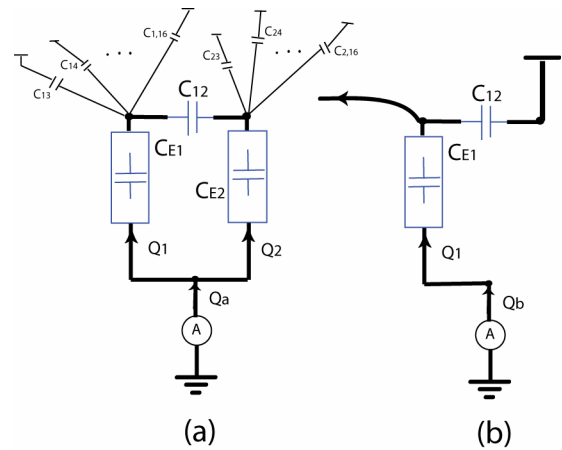 C1,16
C24
C14
. . .
. . .
C23
C2,16
C13
C12
C12
CE1
CE1
CE2
Q1
Q2
Q1
Qa
Qb
A
A
(a)
(b)